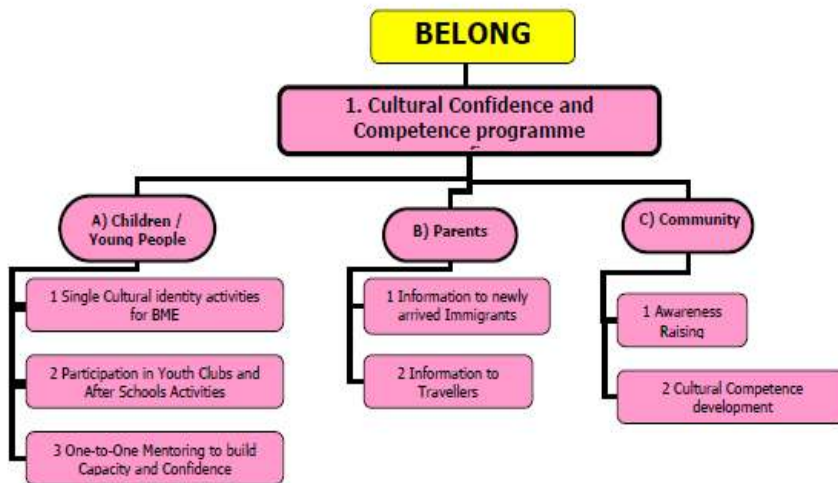 BELONG
1. Cultural Confidence and
Competence programme
A) Children /
Young People
1 Single Cultural identity activities
for BME
2 Participation in Youth Clubs and
After Schools Activities
3 One-to-One Mentoring to build
Capacity and Confidence
B) Parents
1 Information to newly
arrived Immigrants
2 Information to
Travellers
C) Community
1 Awareness
Raising
2 Cultural Competence
development